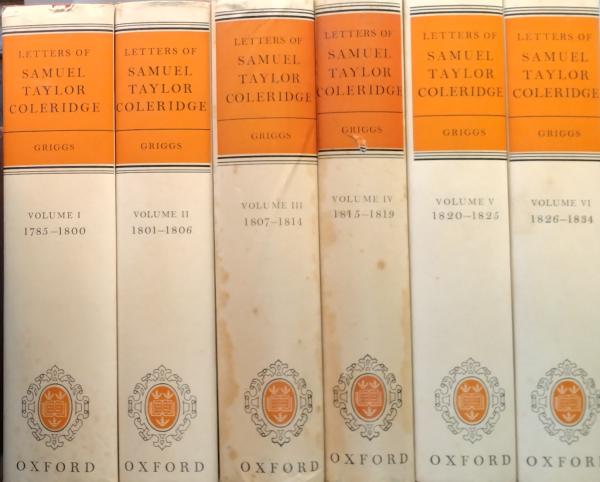 LETTERS OF
SAMUEL
TAYLOR
COLERIDGE
GRIGGS
VOLUME I
1785–1800
OXFORD
LETTERS OF
SAMUEL
TAYLOR
COLERIDGE
GRIGGS
VOLUME II
1801–1806
OXFORD
LETTERS OF
SAMUEL
TAYLOR
COLERIDGE
GRIGGS
VOLUME III
1807–1814
OXFORD
LETTERS OF
SAMUEL
TAYLOR
COLERIDGE
GRIGGS
VOLUME IV
1815–1819
OXFORD
LETTERS OF
SAMUEL
TAYLOR
COLERIDGE
GRIGGS
VOLUME V
1820–1825
OXFORD
LETTERS OF
SAMUEL
TAYLOR
COLERIDGE
GRIGGS
VOLUME VI
1826–1834
OXFORD